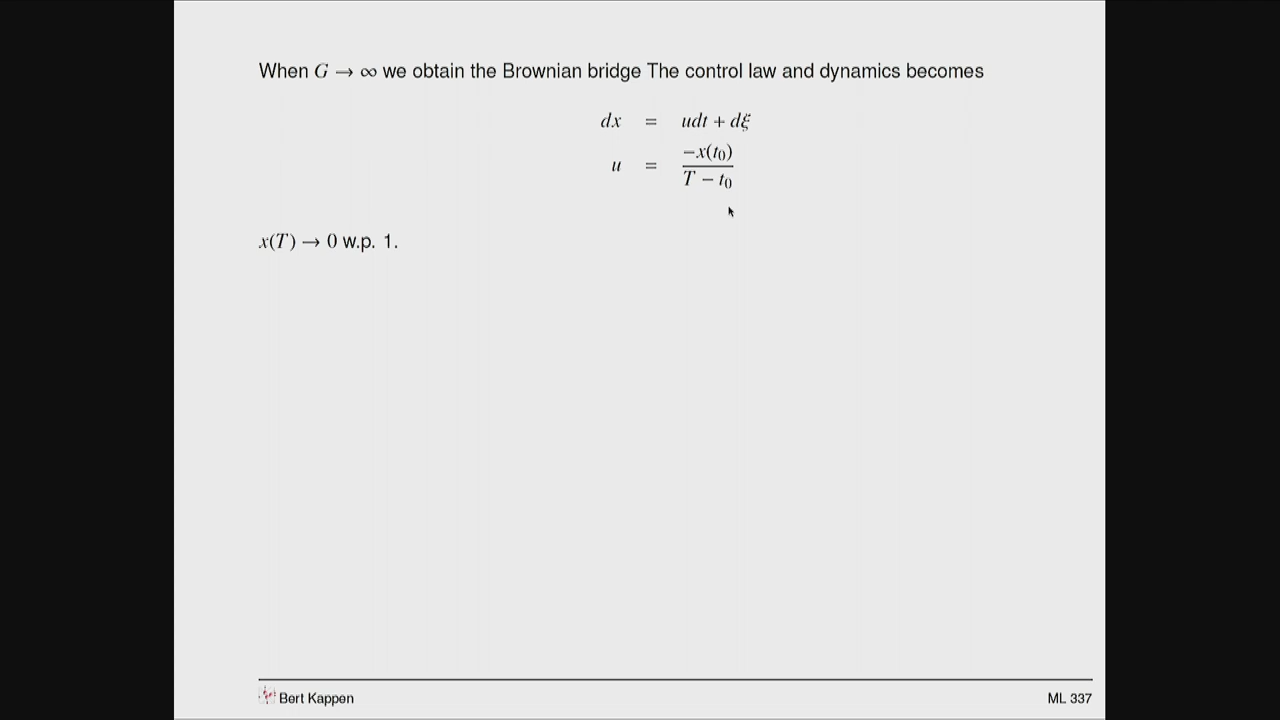 When G → ∞ we obtain the Brownian bridge The control law and dynamics becomes
dx = udt + dξ
u = −x(t₀) / T − t₀
x(T) → 0 w.p. 1.
Bert Kappen
ML 337